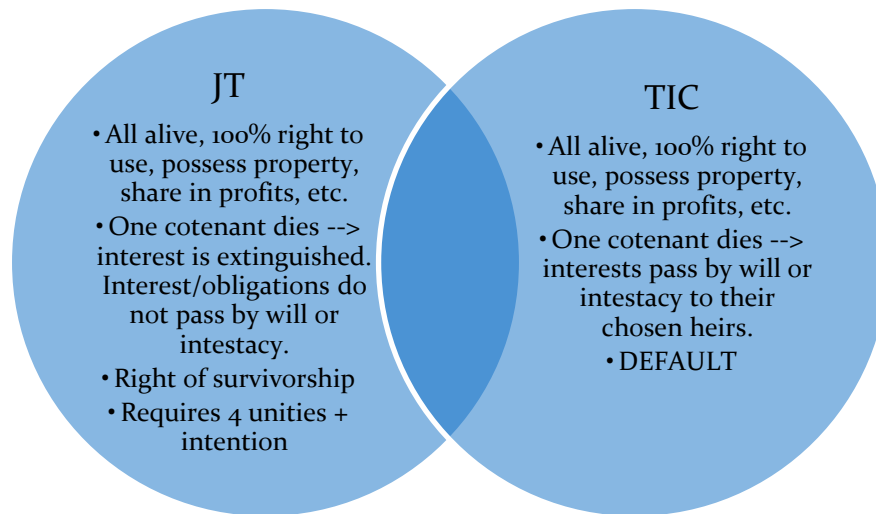 JT
• All alive, 100% right to
use, possess property,
share in profits, etc.
• One cotenant dies -->
interest is extinguished.
Interest/obligations do
not pass by will or
intestacy.
• Right of survivorship
• Requires 4 unities +
intention
TIC
• All alive, 100% right to
use, possess property,
share in profits, etc.
• One cotenant dies -->
interests pass by will or
intestacy to their
chosen heirs.
• DEFAULT